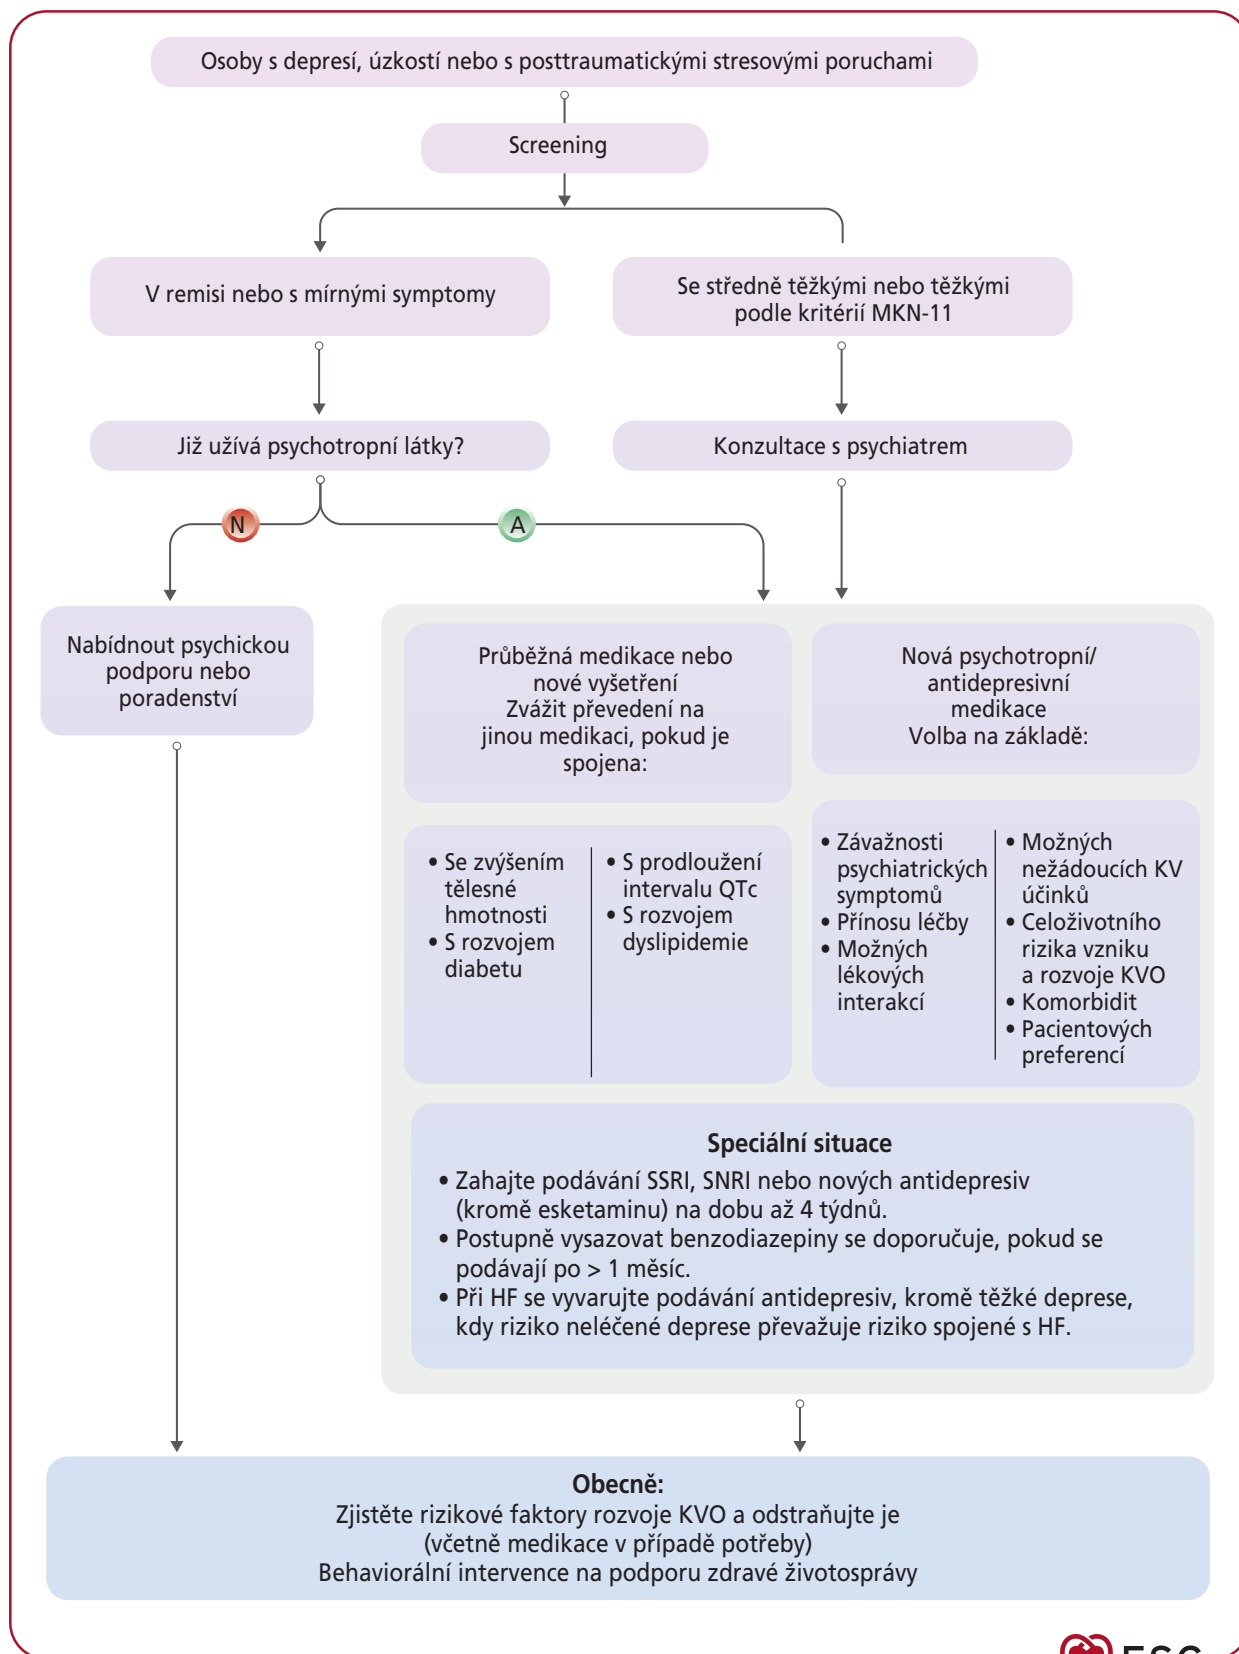 Osoby s depresí, úzkostí nebo s posttraumatickými stresovými poruchami
Screening
V remisi nebo s mírnými symptomy
Se středně těžkými nebo těžkými
podle kritérií MKN-11
Již užívá psychotropní látky?
Konzultace s psychiatrem
N
A
Nabídnout psychickou
podporu nebo
poradenství
Průběžná medikace nebo
nové vyšetření
Zvážit převedení na
jinou medikaci, pokud je
spojena:
Nová psychotropní/
antidepresivní
medikace
Volba na základě:
• Se zvýšením
tělesné
hmotnosti
• S rozvojem
diabetu
• S prodloužení
intervalu QTc
• S rozvojem
dyslipidemie
• Závažnosti
psychiatrických
symptomů
• Přínosu léčby
• Možných
lékových
interakcí
• Možných
nežádoucích KV
účinků
• Celoživotního
rizika vzniku
a rozvoje KVO
• Komorbidit
• Pacientových
preferencí
Speciální situace
• Zahajte podávání SSRI, SNRI nebo nových antidepresiv
(kromě esketaminu) na dobu až 4 týdnů.
• Postupně vysazovat benzodiazepiny se doporučuje, pokud se
podávají po > 1 měsíc.
• Při HF se vyvarujte podávání antidepresiv, kromě těžké deprese,
kdy riziko neléčené deprese převažuje riziko spojené s HF.
Obecně:
Zjistěte rizikové faktory rozvoje KVO a odstraňujte je
(včetně medikace v případě potřeby)
Behaviorální intervence na podporu zdravé životosprávy
ESC